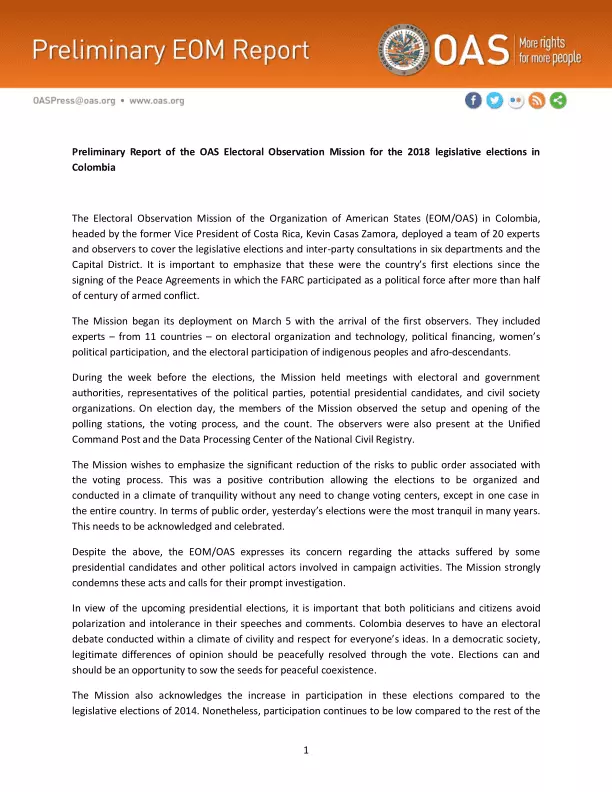 Preliminary EOM Report
OAS
More rights
for more people
OASPress@oas.org • www.oas.org
Preliminary Report of the OAS Electoral Observation Mission for the 2018 legislative elections in
Colombia
The Electoral Observation Mission of the Organization of American States (EOM/OAS) in Colombia,
headed by the former Vice President of Costa Rica, Kevin Casas Zamora, deployed a team of 20 experts
and observers to cover the legislative elections and inter-party consultations in six departments and the
Capital District. It is important to emphasize that these were the country's first elections since the
signing of the Peace Agreements in which the FARC participated as a political force after more than half
of century of armed conflict.
The Mission began its deployment on March 5 with the arrival of the first observers. They included
experts – from 11 countries – on electoral organization and technology, political financing, women's
political participation, and the electoral participation of indigenous peoples and afro-descendants.
During the week before the elections, the Mission held meetings with electoral and government
authorities, representatives of the political parties, potential presidential candidates, and civil society
organizations. On election day, the members of the Mission observed the setup and opening of the
polling stations, the voting process, and the count. The observers were also present at the Unified
Command Post and the Data Processing Center of the National Civil Registry.
The Mission wishes to emphasize the significant reduction of the risks to public order associated with
the voting process. This was a positive contribution allowing the elections to be organized and
conducted in a climate of tranquility without any need to change voting centers, except in one case in
the entire country. In terms of public order, yesterday's elections were the most tranquil in many years.
This needs to be acknowledged and celebrated.
Despite the above, the EOM/OAS expresses its concern regarding the attacks suffered by some
presidential candidates and other political actors involved in campaign activities. The Mission strongly
condemns these acts and calls for their prompt investigation.
In view of the upcoming presidential elections, it is important that both politicians and citizens avoid
polarization and intolerance in their speeches and comments. Colombia deserves to have an electoral
debate conducted within a climate of civility and respect for everyone's ideas. In a democratic society,
legitimate differences of opinion should be peacefully resolved through the vote. Elections can and
should be an opportunity to sow the seeds for peaceful coexistence.
The Mission also acknowledges the increase in participation in these elections compared to the
legislative elections of 2014. Nonetheless, participation continues to be low compared to the rest of the
1